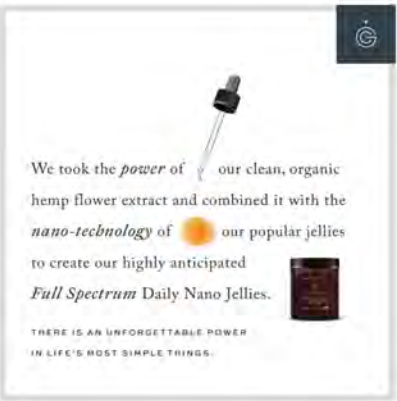 We took the power of our clean, organic
hemp flower extract and combined it with the
nano-technology of our popular jellies
to create our highly anticipated
Full Spectrum Daily Nano Jellies.
THERE IS AN UNFORGETTABLE POWER
IN LIFE'S MOST SIMPLE THINGS.